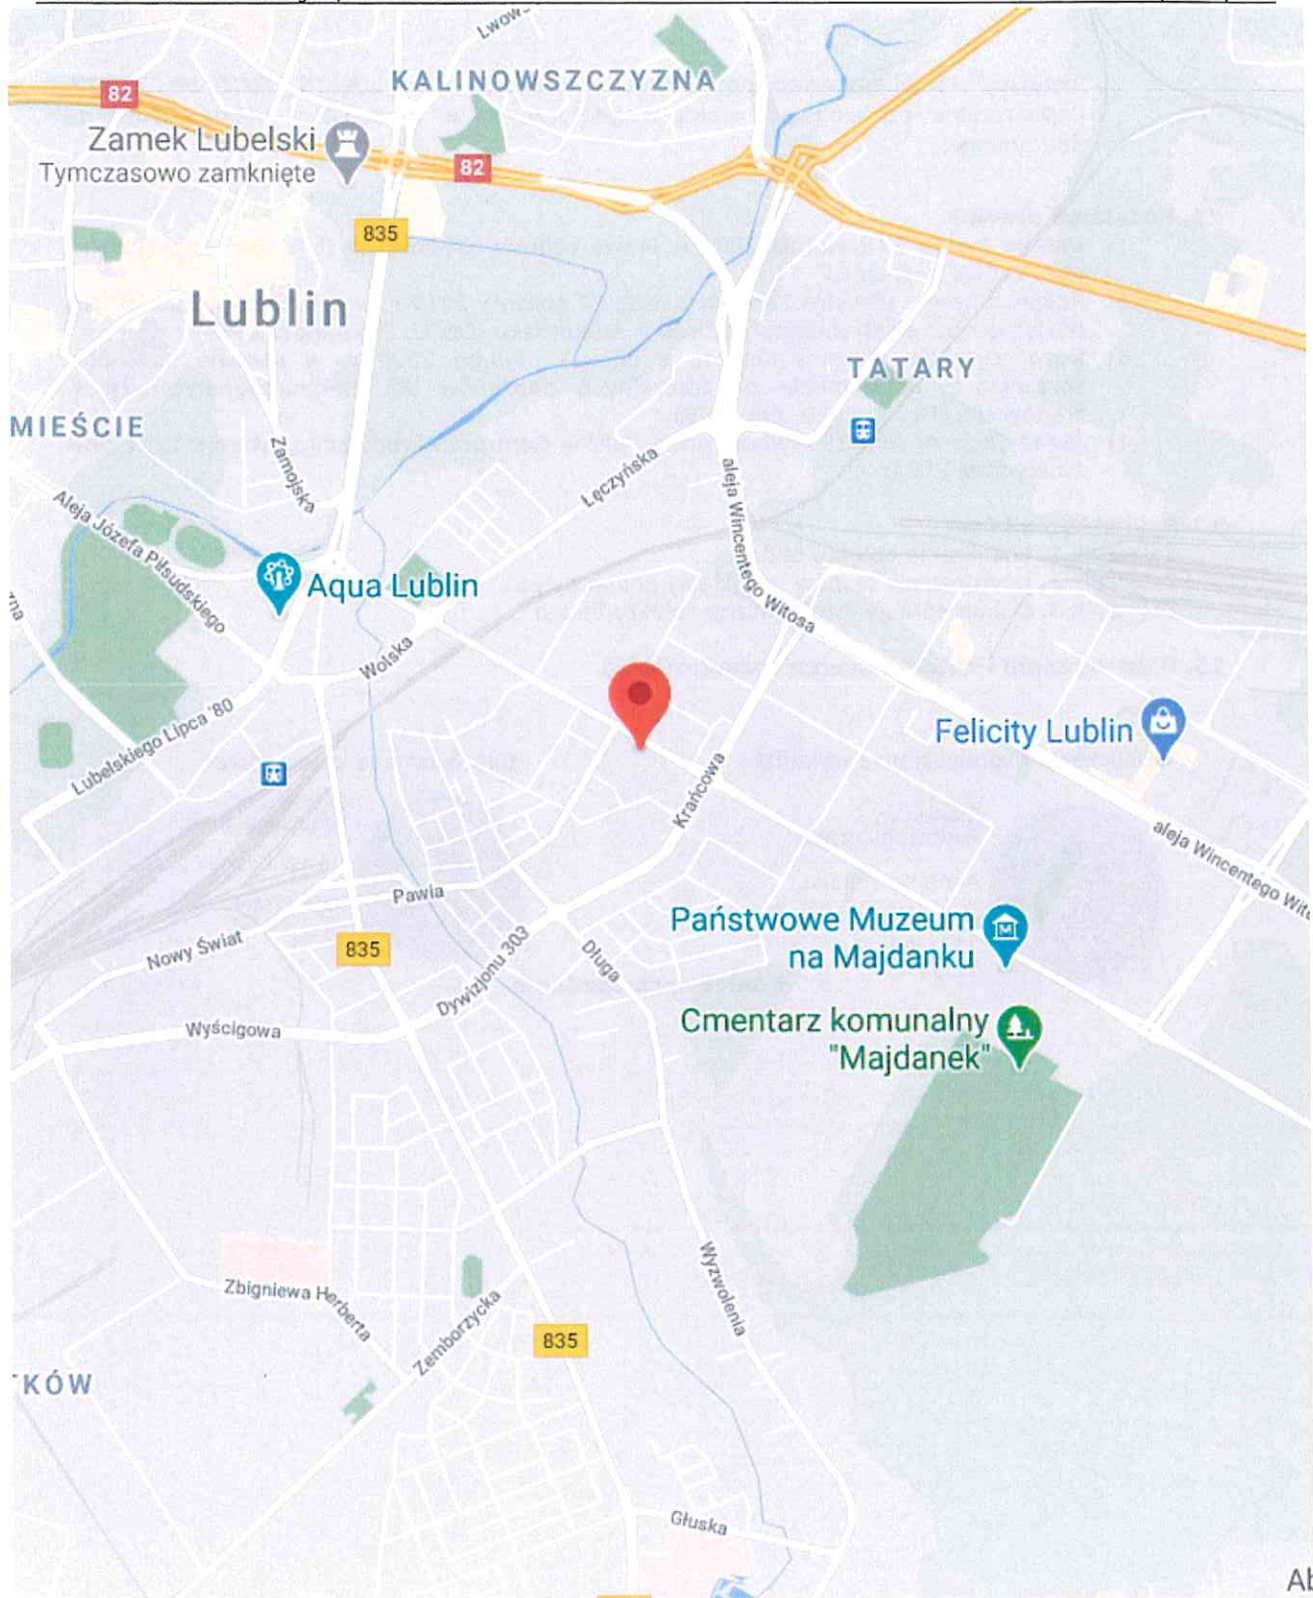 Lwow
KALINOWSZCZYZNA
82
Zamek Lubelski
Tymczasowo zamknięte
82
835
Lublin
TATARY
MIEŚCIE
Zamojska
Łęczyńska
aleja Wincentego Witosa
Aleja Józefa Piłsudskiego
Aqua Lublin
Wolska
Lubelskiego Lipca '80
Krańcowa
Felicity Lublin
aleja Wincentego Wit
Pawia
Państwowe Muzeum
na Majdanku
835
Nowy Świat
Długa
Dywizjonu 303
Wyścigowa
Cmentarz komunalny
"Majdanek"
Zbigniewa Herberta
Wyzwolenia
Zemborzycka
835
KÓW
Głuska